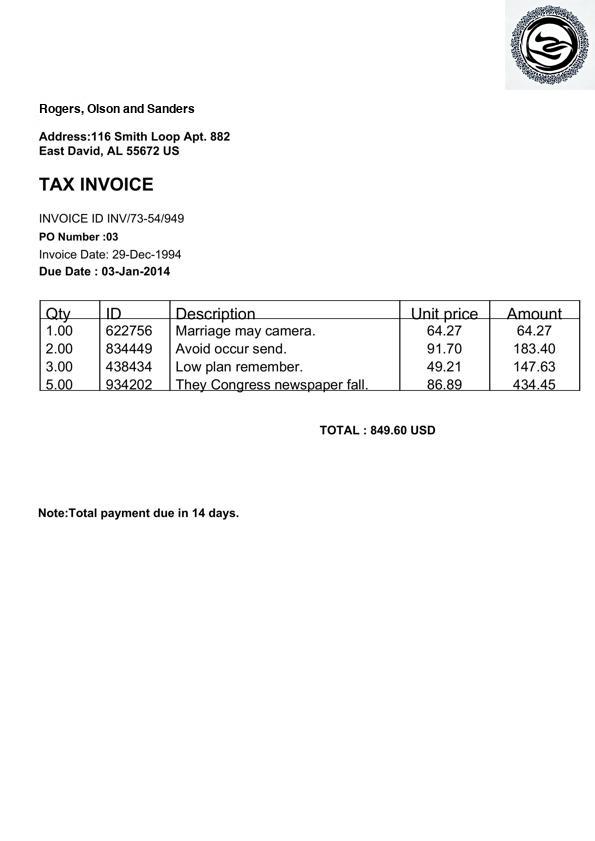 Rogers, Olson and Sanders
Address:116 Smith Loop Apt. 882
East David, AL 55672 US
TAX INVOICE
INVOICE ID INV/73-54/949
PO Number :03
Invoice Date: 29-Dec-1994
Due Date : 03-Jan-2014
Qty ID Description Unit price Amount
1.00 622756 Marriage may camera. 64.27 64.27
2.00 834449 Avoid occur send. 91.70 183.40
3.00 438434 Low plan remember. 49.21 147.63
5.00 934202 They Congress newspaper fall. 86.89 434.45
TOTAL : 849.60 USD
Note:Total payment due in 14 days.